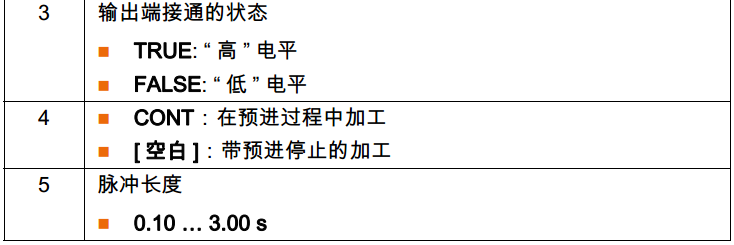 3 输出端接通的状态
■ TRUE: “ 高 ” 电平
■ FALSE: “ 低 ” 电平
4 ■ CONT：在预进过程中加工
■ [ 空白 ]：带预进停止的加工
5 脉冲长度
■ 0.10 … 3.00 s